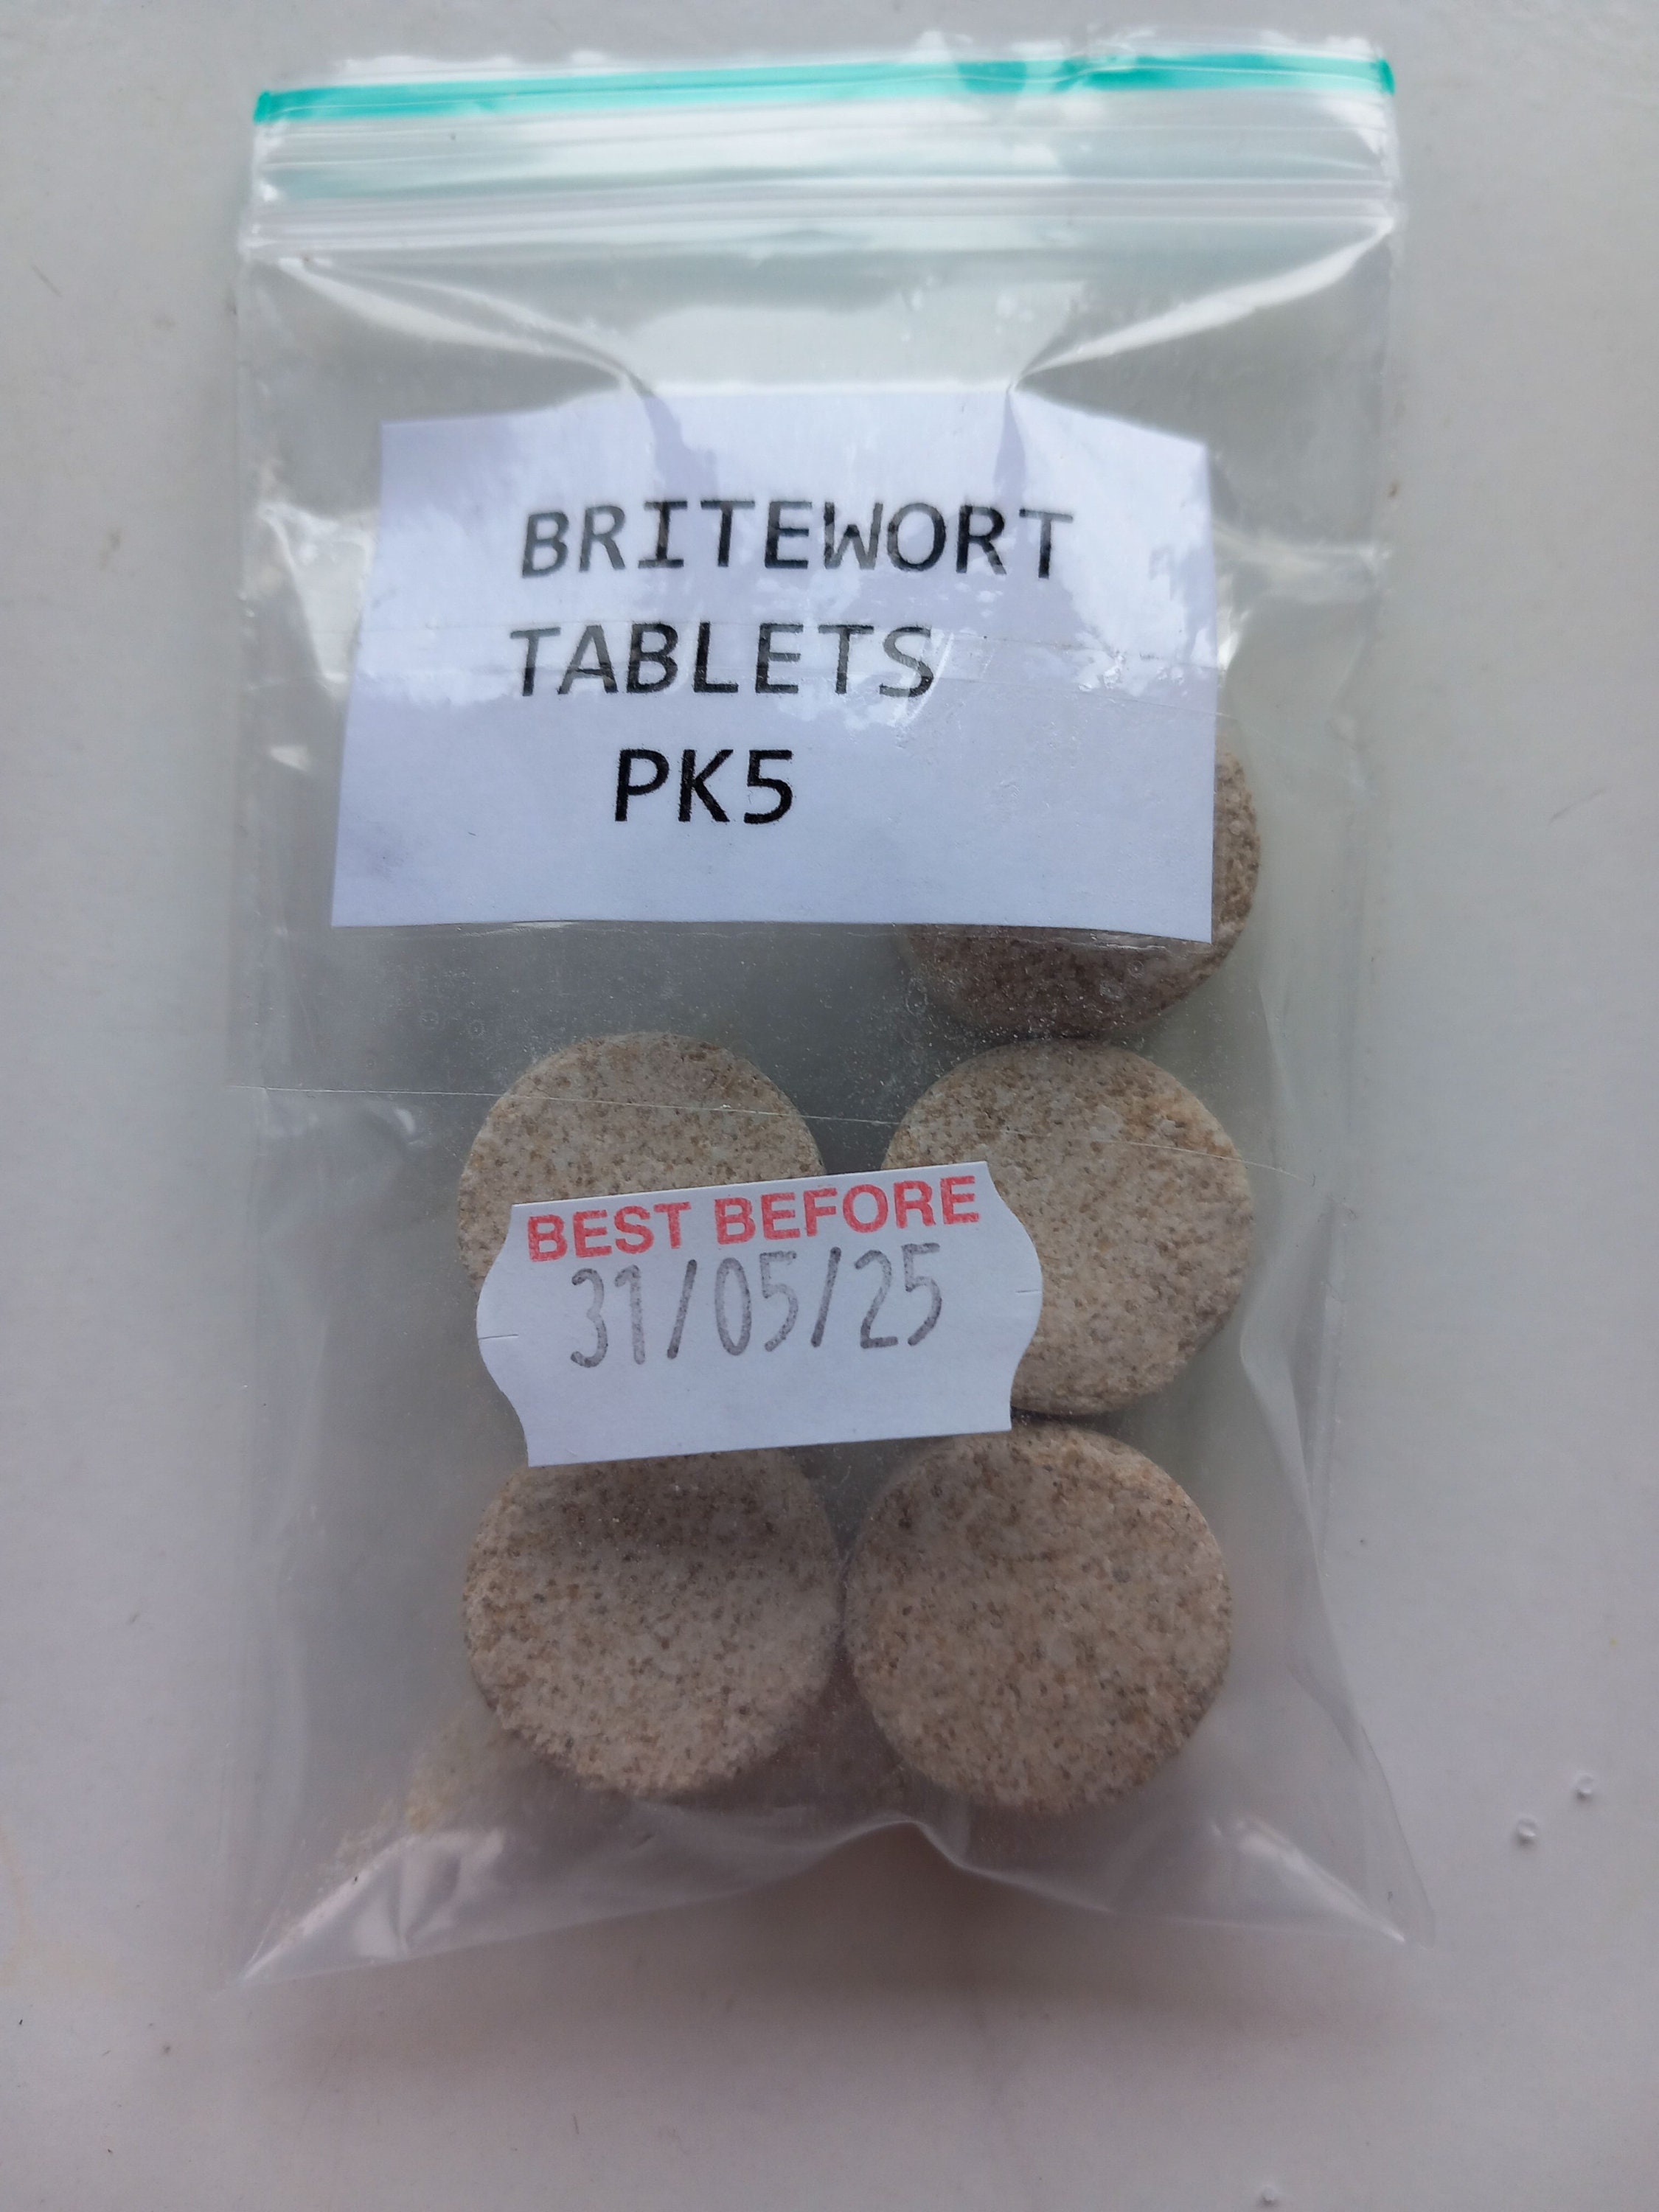 BRITEWORT
TABLETS
PK5
BEST BEFORE
31/05/25